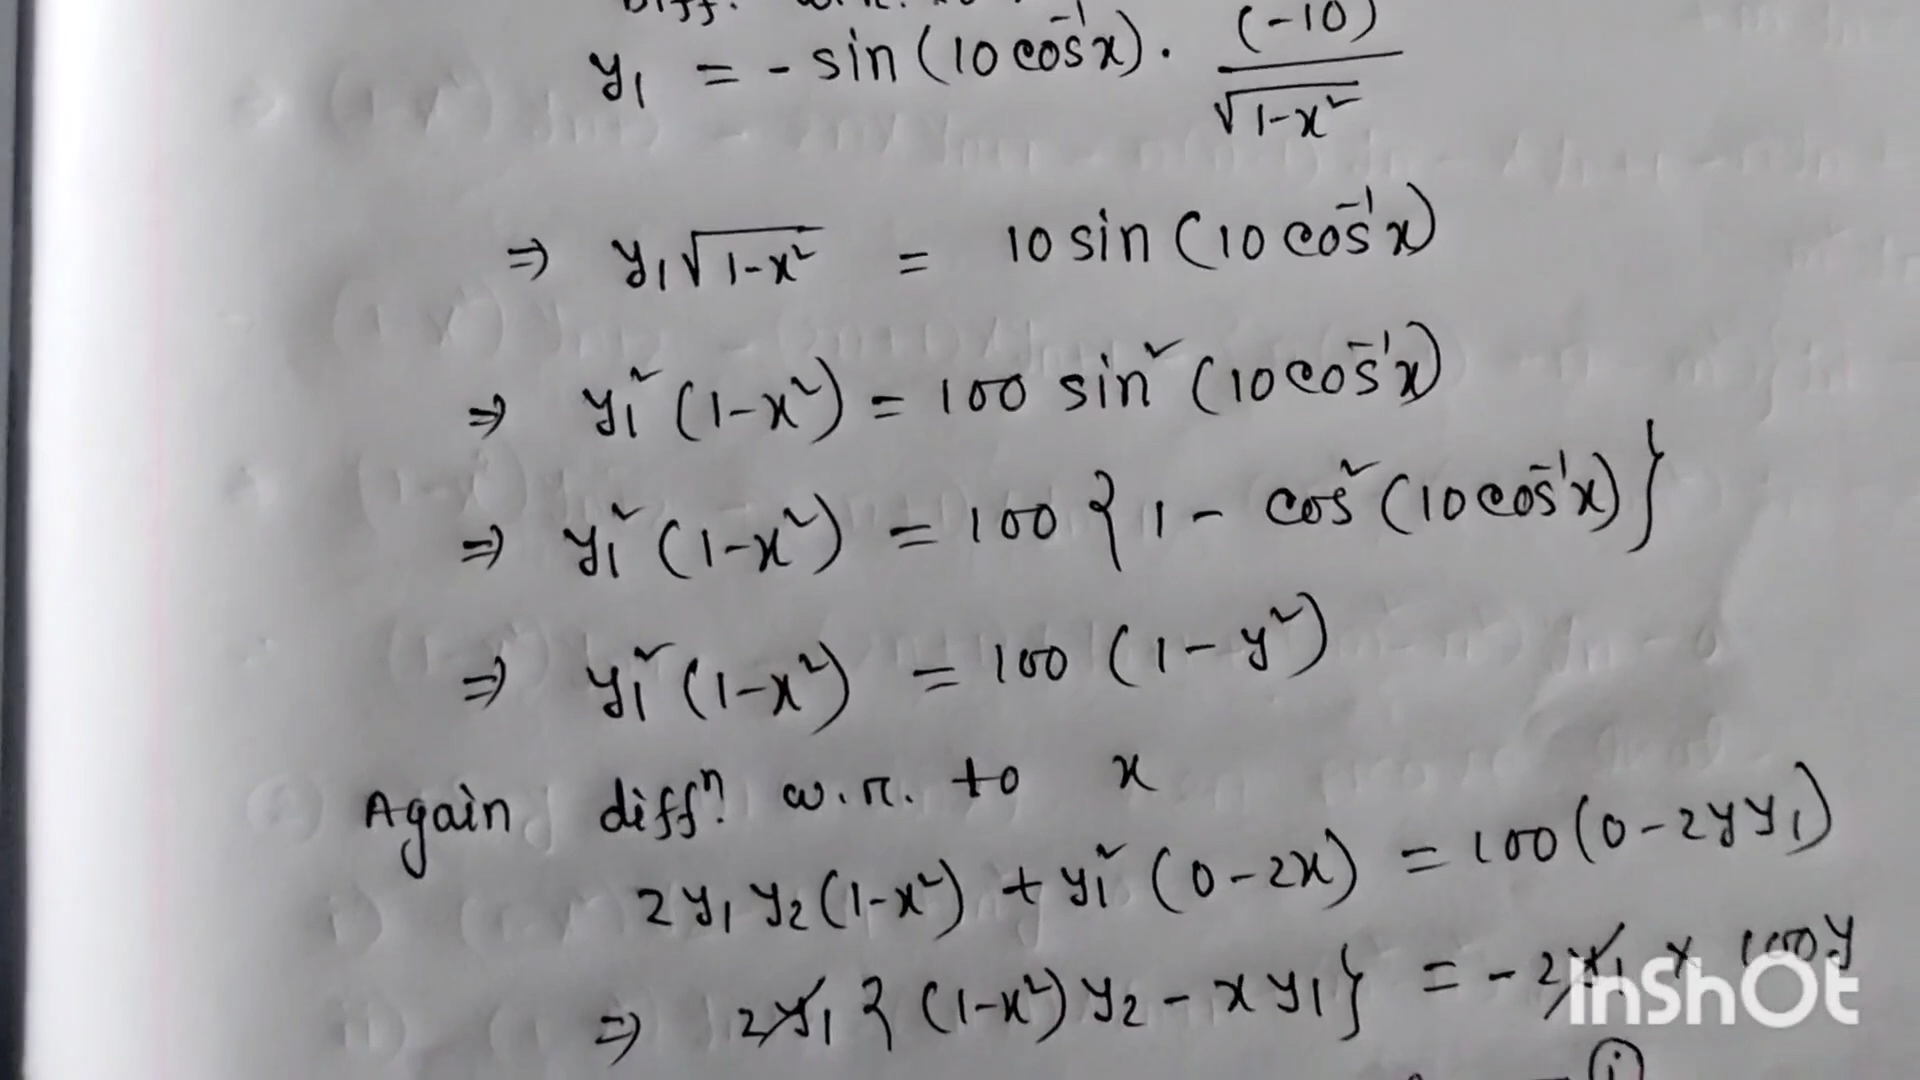 Diff. w.r. to
y₁ = - sin (10 cos⁻¹x) · (-10) / √1-x²
⇒ y₁√1-x² = 10 sin (10 cos⁻¹x)
⇒ y₁² (1-x²) = 100 sin² (10 cos⁻¹x)
⇒ y₁² (1-x²) = 100 { 1 - cos² (10 cos⁻¹x) }
⇒ y₁² (1-x²) = 100 (1 - y²)
Again, diffⁿ. w.r. to x
2y₁ y₂ (1-x²) + y₁² (0-2x) = 100 (0-2yy₁)
⇒ 2y₁ { (1-x²) y₂ - x y₁ } = - 2y₁ x 100y
InShOt
(i)